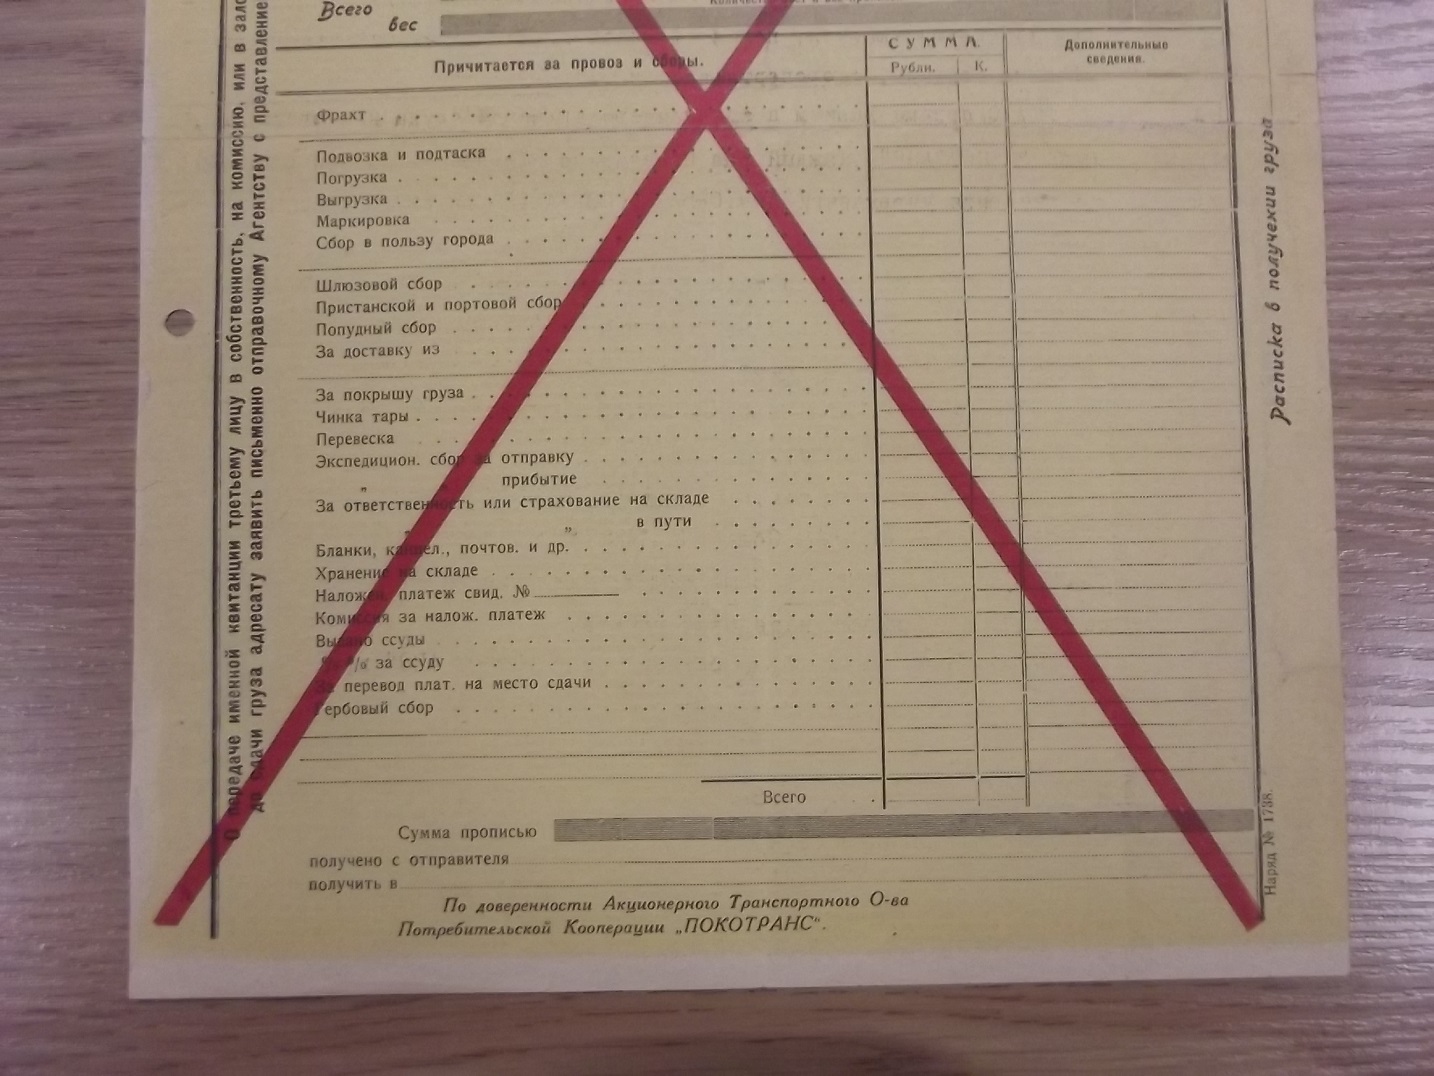 Всего
вес
Причитается за провоз и сборы.
СУММА.
Рубли. К.
Дополнительные
сведения.
Фрахт
Подвозка и подтаска
Погрузка
Выгрузка
Маркировка
Сбор в пользу города
Шлюзовой сбор
Пристанской и портовой сбор
Попудный сбор
За доставку из
За покрышу груза
Чинка тары
Перевеска
Экспедицион. сбор за отправку
„ прибытие
За ответственность или страхование на складе
„ „ в пути
Бланки, канцел., почтов. и др.
Хранение на складе
Наложен. платеж свид. №
Комиссия за налож. платеж
Выдано ссуды
% за ссуду
За перевод плат. на место сдачи
Гербовый сбор
Всего
Сумма прописью
получено с отправителя
получить в
По доверенности Акционерного Транспортного О-ва
Потребительской Кооперации „ПОКОТРАНС“.
О передаче именной квитанции третьему лицу в собственность, на комиссию, или в
до сдачи груза адресату заявить письменно отправочному Агентству с
Расписка в получении груза
Наряд № 1738.